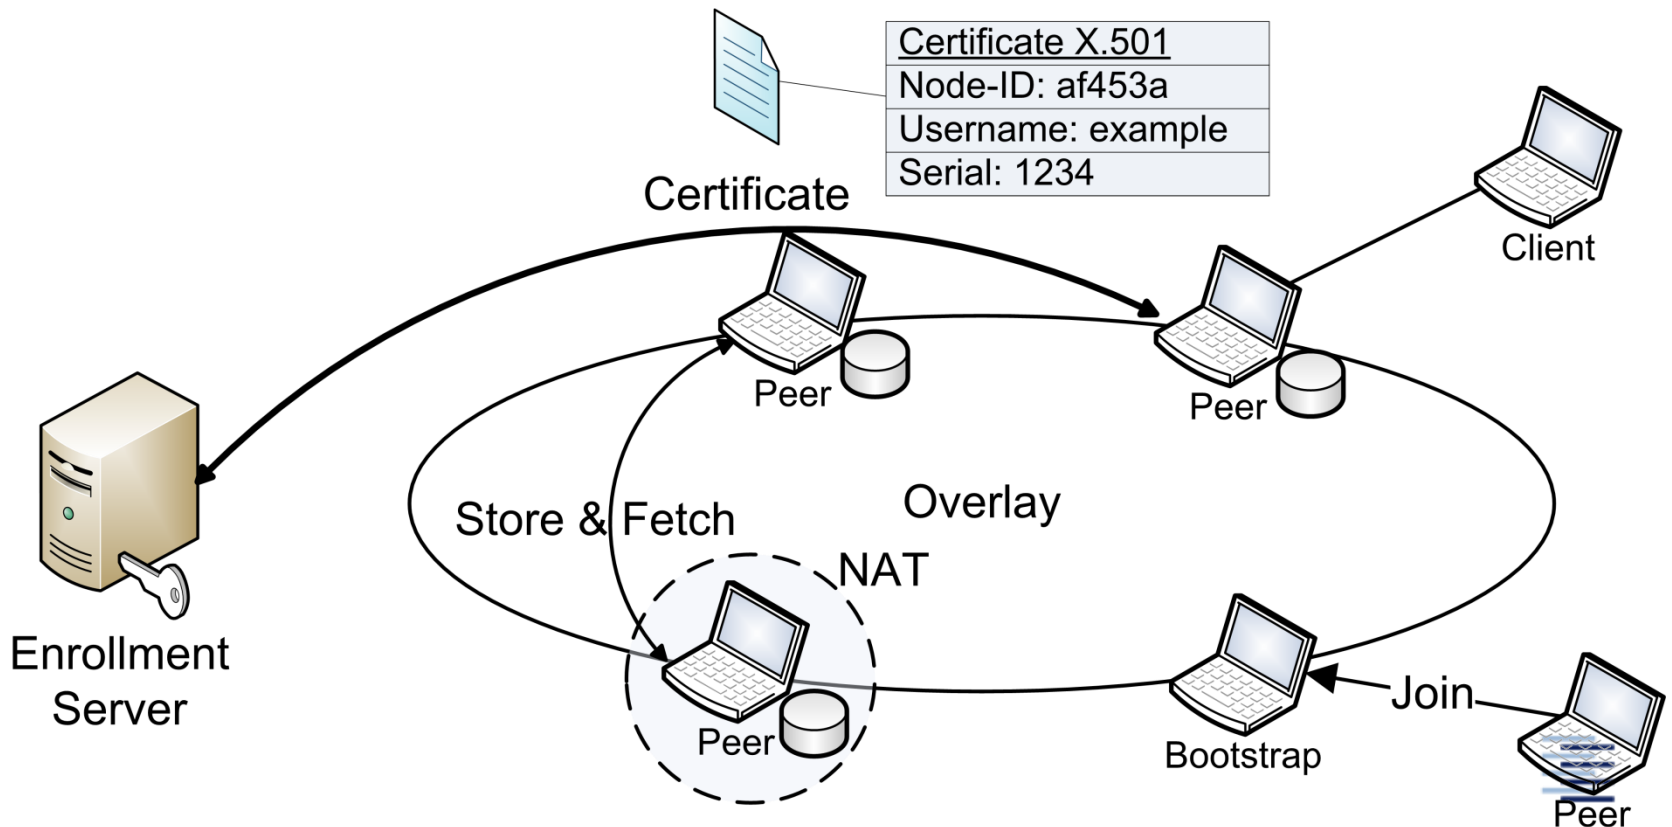 Certificate X.501
Node-ID: af453a
Username: example
Serial: 1234
Certificate
Client
Peer
Peer
Store & Fetch
Overlay
NAT
Enrollment
Server
Peer
Bootstrap
Join
Peer